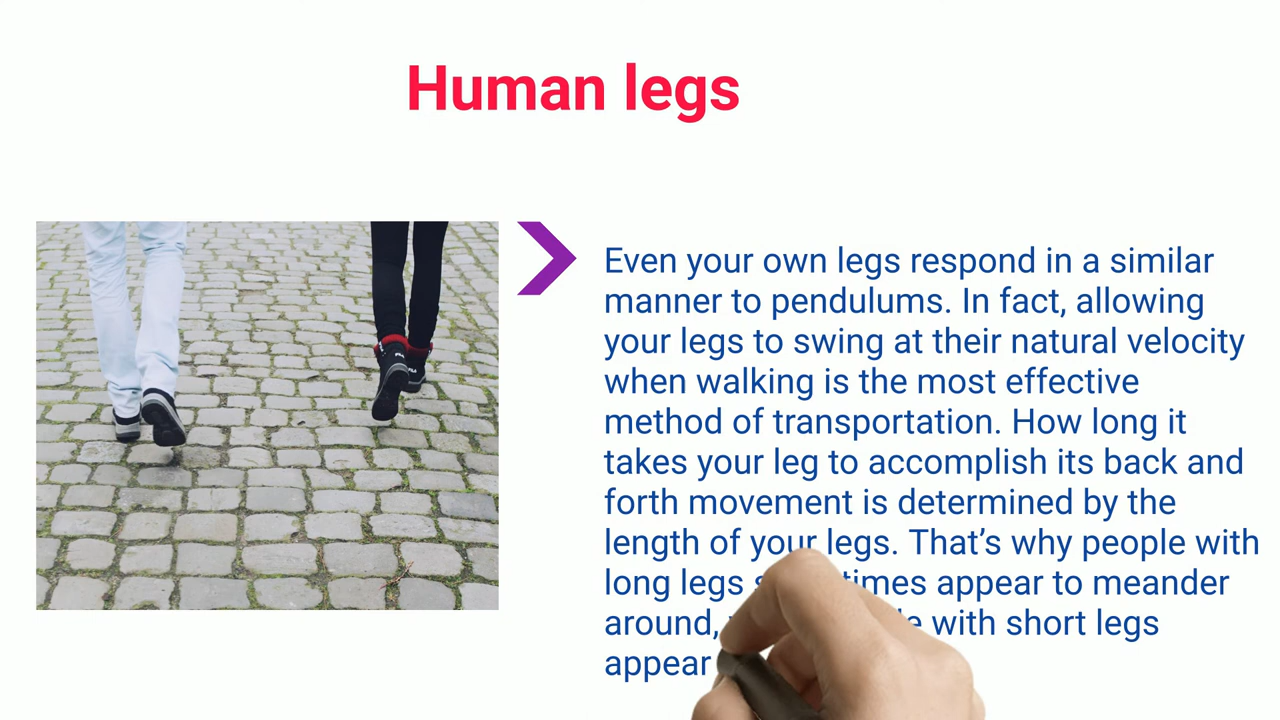 Human legs
Even your own legs respond in a similar
manner to pendulums. In fact, allowing
your legs to swing at their natural velocity
when walking is the most effective
method of transportation. How long it
takes your leg to accomplish its back and
forth movement is determined by the
length of your legs. That’s why people with
long legs appear to meander
around, with short legs
appear